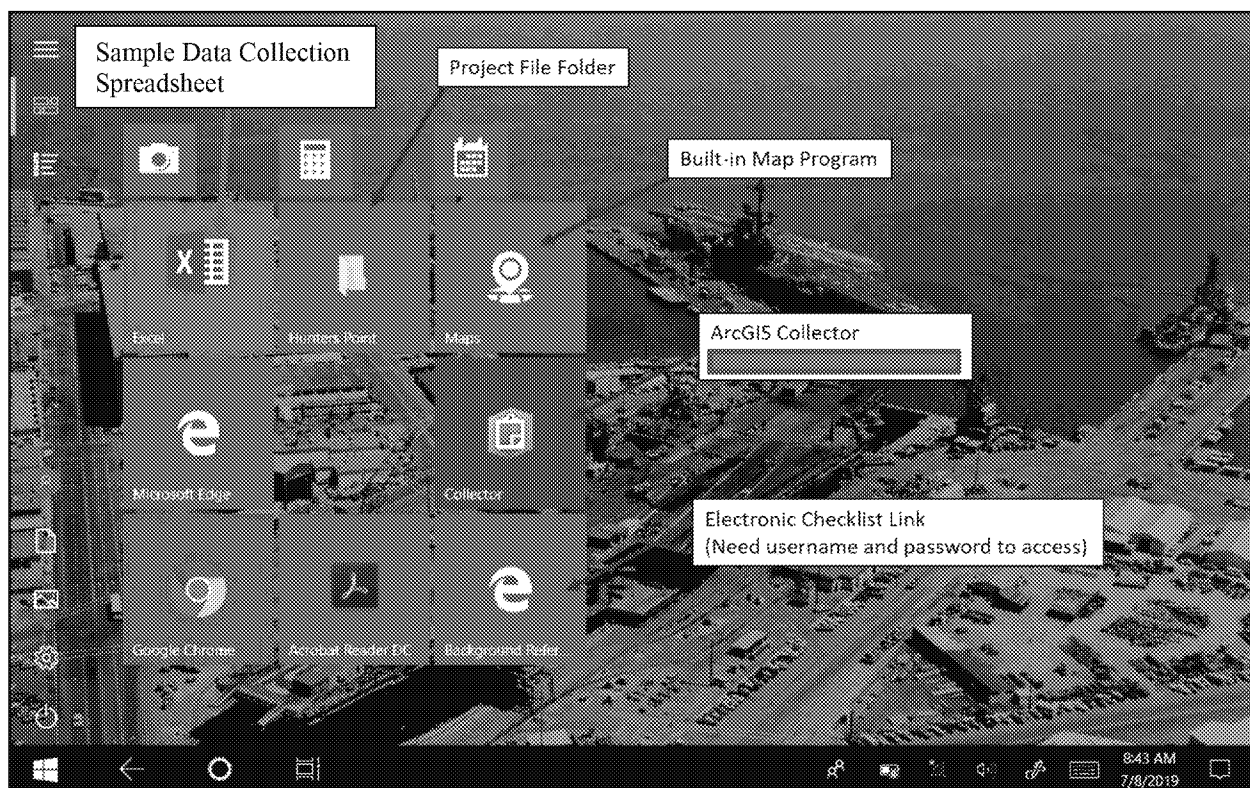 Sample Data Collection
Spreadsheet
Project File Folder
Built-in Map Program
Excel
Hunters Point
Maps
ArcGIS Collector
Microsoft Edge
Collector
Electronic Checklist Link
(Need username and password to access)
Google Chrome
Acrobat Reader DC
Background Refer
8:43 AM
7/8/2019